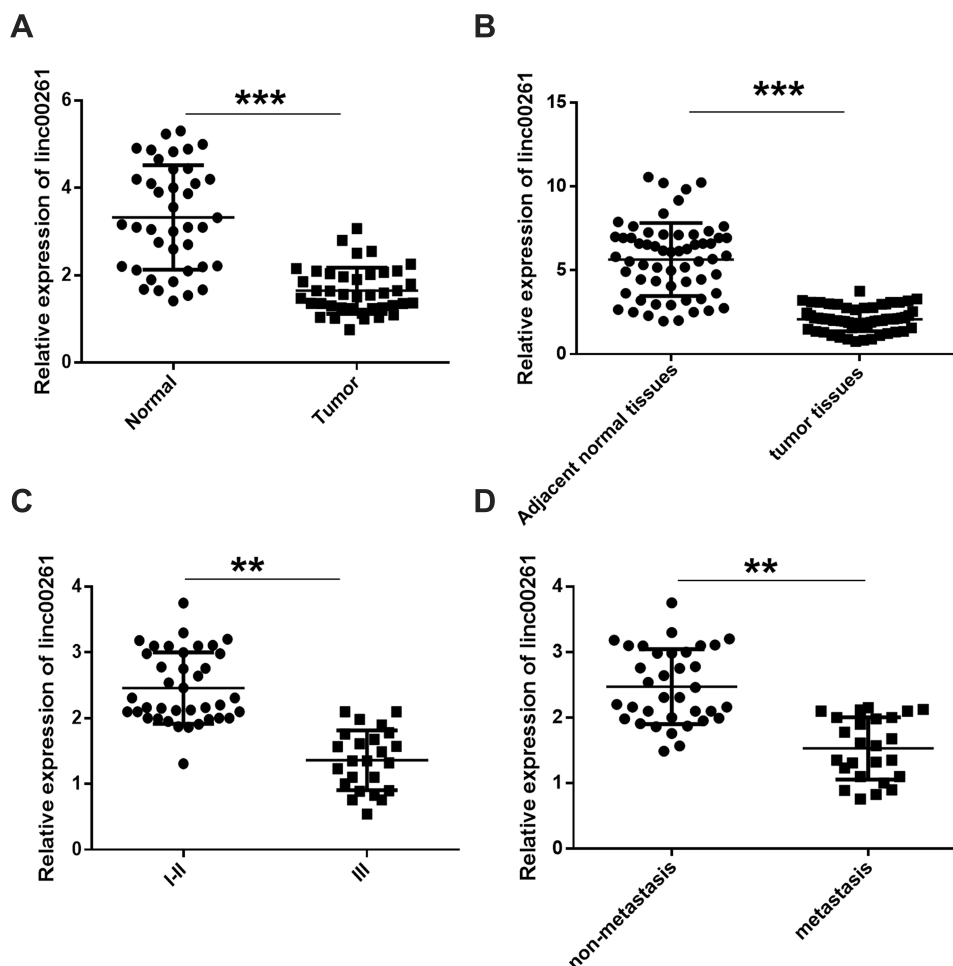 A
Relative expression of linc00261
6
4
2
0
***
Normal
Tumor
B
Relative expression of linc00261
15
10
5
0
***
Adjacent normal tissues
tumor tissues
C
Relative expression of linc00261
4
3
2
1
0
**
I-II
III
D
Relative expression of linc00261
4
3
2
1
0
**
non-metastasis
metastasis